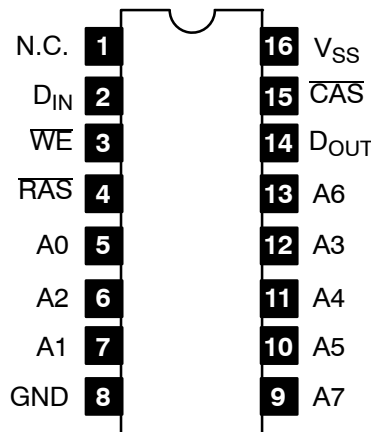 N.C. 1 16 VSS
DIN 2 15 CAS
WE 3 14 DOUT
RAS 4 13 A6
A0 5 12 A3
A2 6 11 A4
A1 7 10 A5
GND 8 9 A7